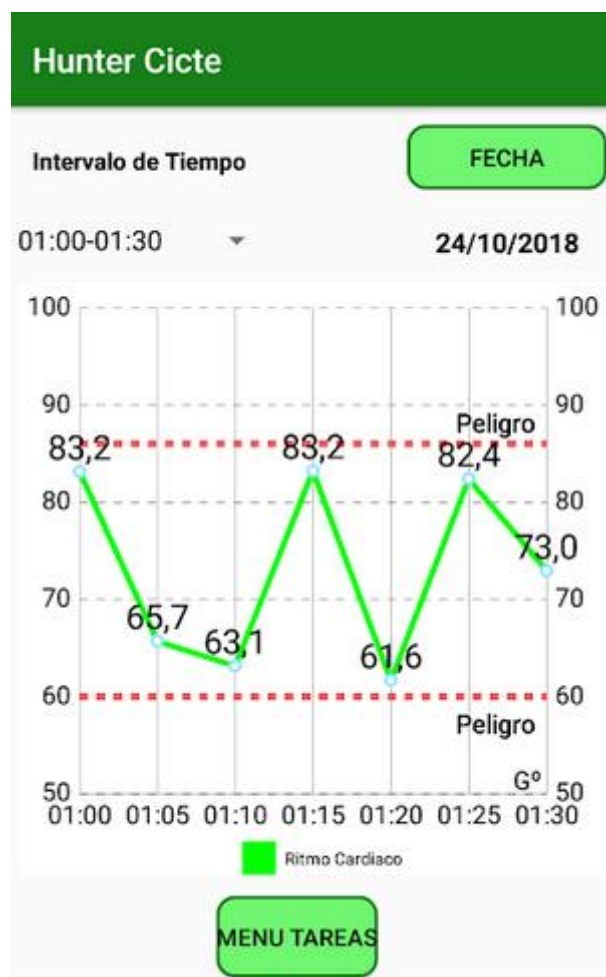 Hunter Cicte
Intervalo de Tiempo
FECHA
01:00-01:30
24/10/2018
100
100
90
90
Peligro
83,2
83,2
82,4
80
80
73,0
70
70
65,7
63,1
61,6
60
60
Peligro
Gº
50
50
01:00 01:05 01:10 01:15 01:20 01:25 01:30
Ritmo Cardiaco
MENU TAREAS